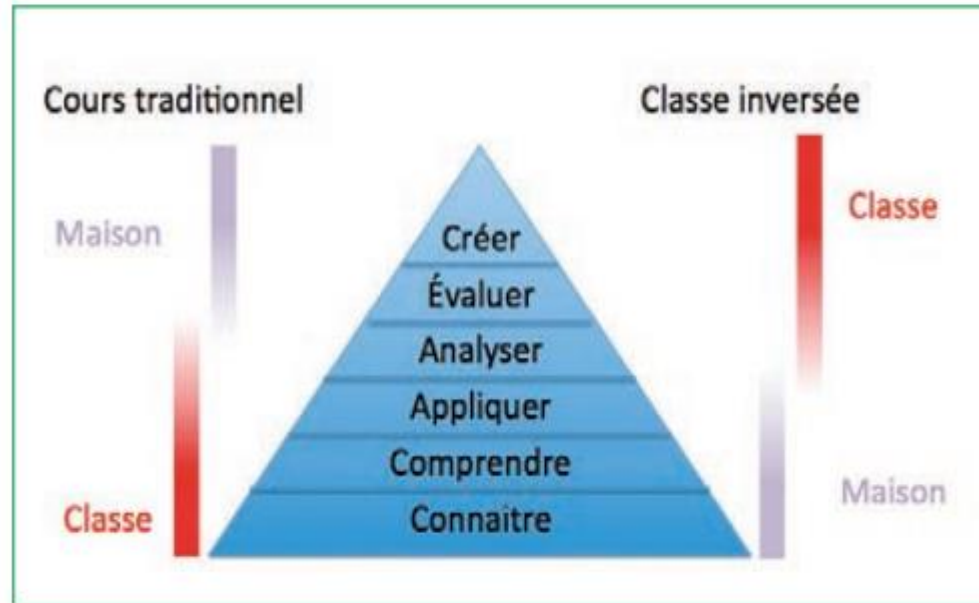 Cours traditionnel
Classe inversée
Maison
Classe
Créer
Évaluer
Analyser
Appliquer
Comprendre
Connaitre
Classe
Maison